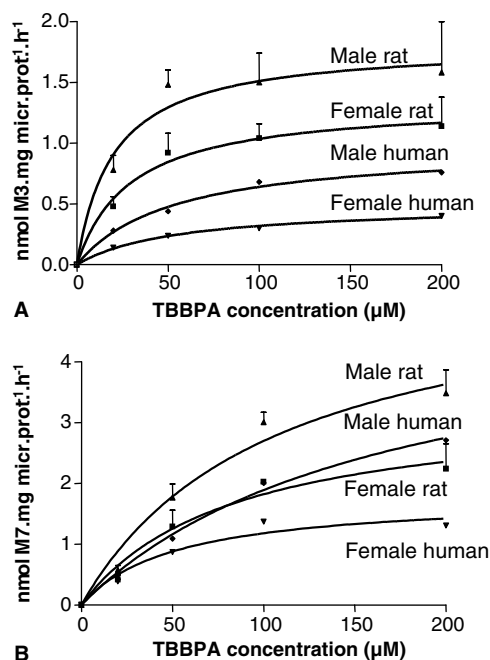 2.0
1.5
1.0
0.5
0.0
nmol M3.mg micr.prot.¹.h⁻¹
Male rat
Female rat
Male human
Female human
0 50 100 150 200
A TBBPA concentration (µM)
4
3
2
1
0
nmol M7.mg micr.prot.¹.h⁻¹
Male rat
Male human
Female rat
Female human
0 50 100 150 200
B TBBPA concentration (µM)